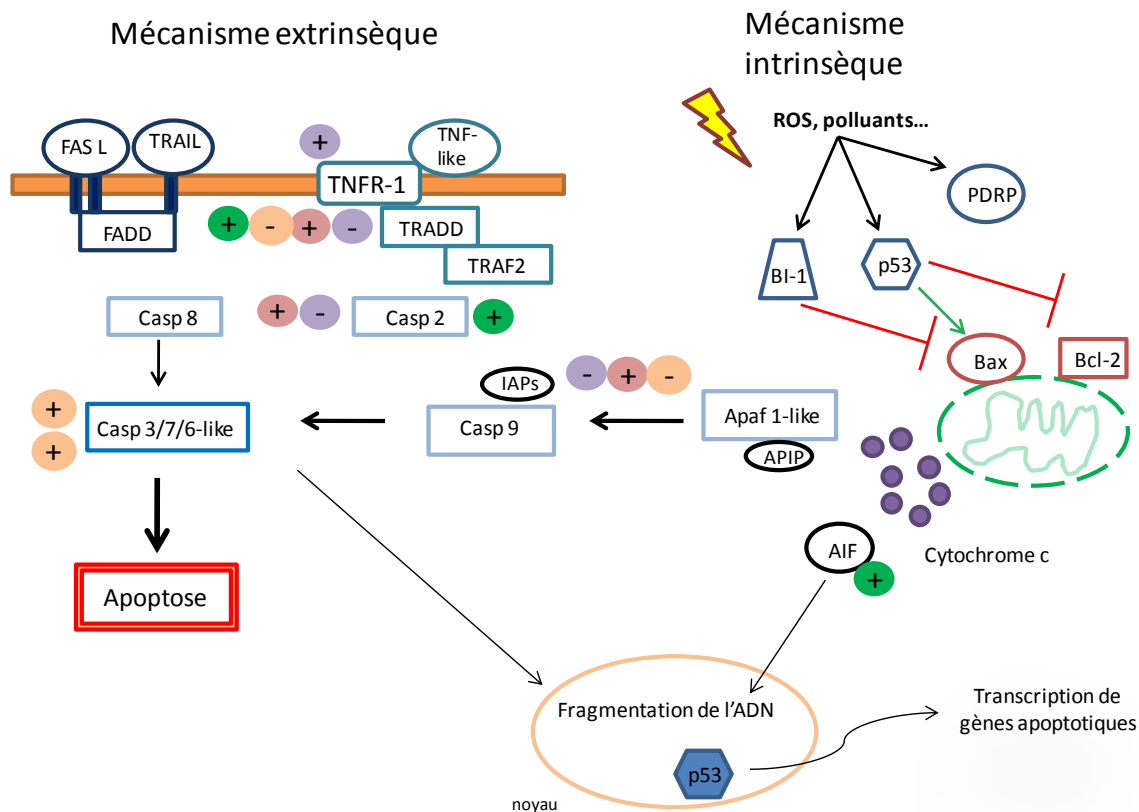 Mécanisme extrinsèque
Mécanisme
intrinsèque
ROS, polluants...
FAS L
TRAIL
+
TNF-
like
TNFR-1
PDRP
FADD
+
-
+
-
TRADD
TRAF2
BI-1
p53
Casp 8
+
-
Casp 2
+
Bax
Bcl-2
IAPs
-
+
-
+
+
Casp 3/7/6-like
Casp 9
Apaf 1-like
APIP
AIF
+
Cytochrome c
Apoptose
Fragmentation de l'ADN
p53
noyau
Transcription de
gènes apoptotiques